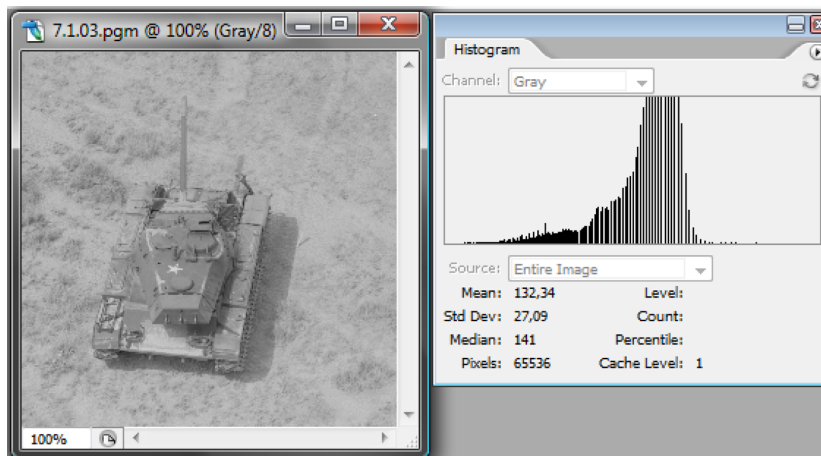 7.1.03.pgm @ 100% (Gray/8)
100%
Histogram
Channel: Gray
Source: Entire Image
Mean: 132,34 Level:
Std Dev: 27,09 Count:
Median: 141 Percentile:
Pixels: 65536 Cache Level: 1